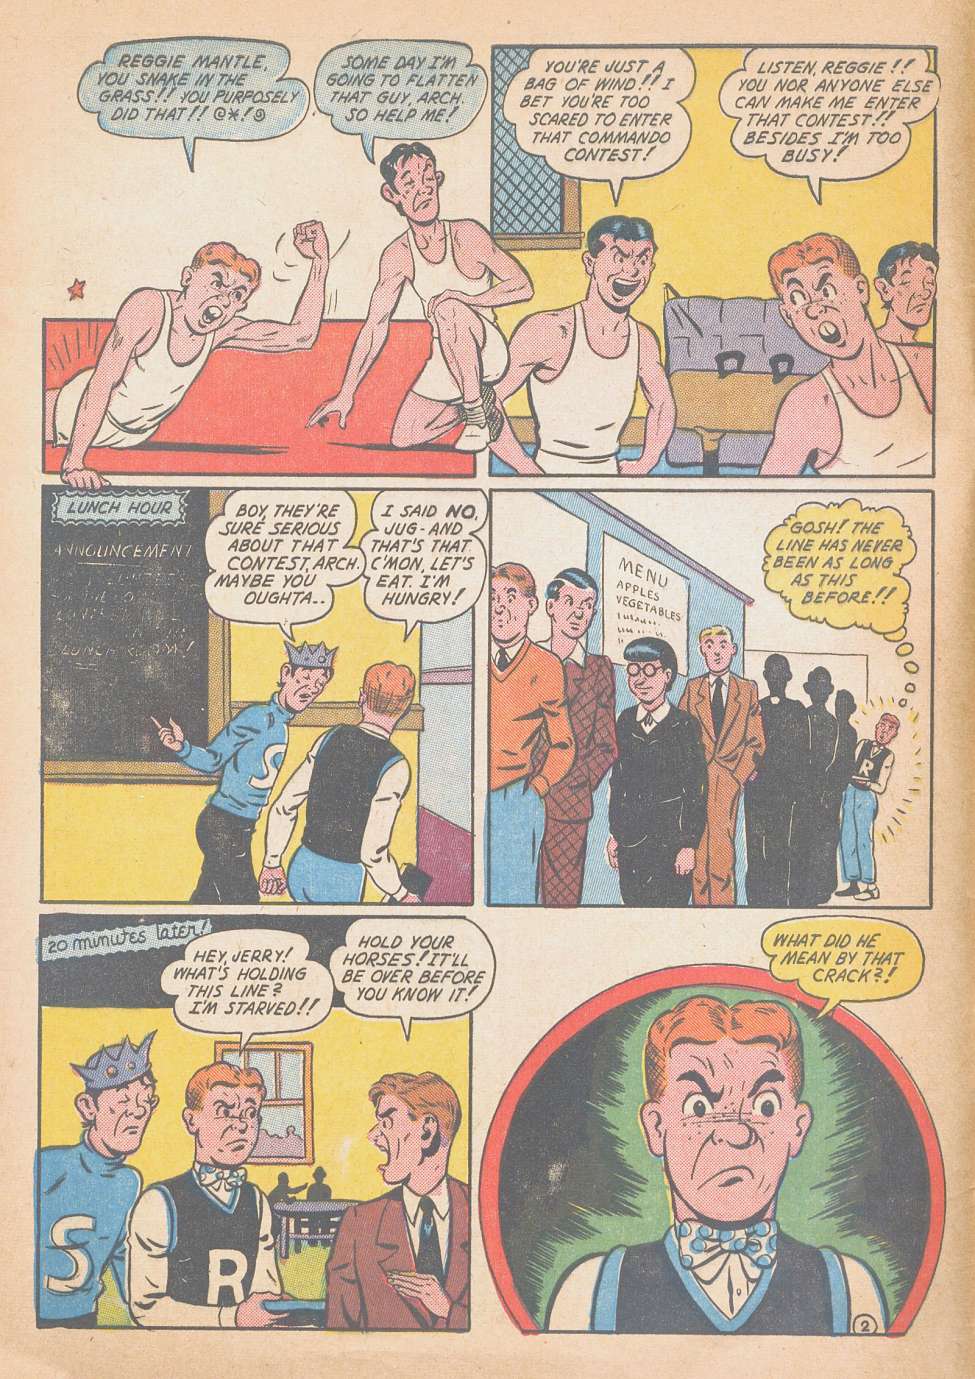 REGGIE MANTLE,
YOU SNAKE IN THE
GRASS!! YOU PURPOSELY
DID THAT!! @*!@
SOME DAY I'M
GOING TO FLATTEN
THAT GUY, ARCH.
SO HELP ME!
YOU'RE JUST A
BAG OF WIND!! I
BET YOU'RE TOO
SCARED TO ENTER
THAT COMMANDO
CONTEST!
LISTEN, REGGIE!!
YOU NOR ANYONE ELSE
CAN MAKE ME ENTER
THAT CONTEST!!
BESIDES I'M TOO
BUSY!
LUNCH HOUR
ANNOUNCEMENT
LUNCH ROOM!
BOY, THEY'RE
SURE SERIOUS
ABOUT THAT
CONTEST, ARCH.
MAYBE YOU
OUGHTA..
I SAID NO,
JUG-AND
THAT'S THAT.
C'MON, LET'S
EAT. I'M
HUNGRY!
S
MENU
APPLES
VEGETABLES
GOSH! THE
LINE HAS NEVER
BEEN AS LONG
AS THIS
BEFORE!!
R
20 minutes later!
HEY, JERRY!
WHAT'S HOLDING
THIS LINE?
I'M STARVED!!
HOLD YOUR
HORSES! IT'LL
BE OVER BEFORE
YOU KNOW IT!
S
R
WHAT DID HE
MEAN BY THAT
CRACK?!
2